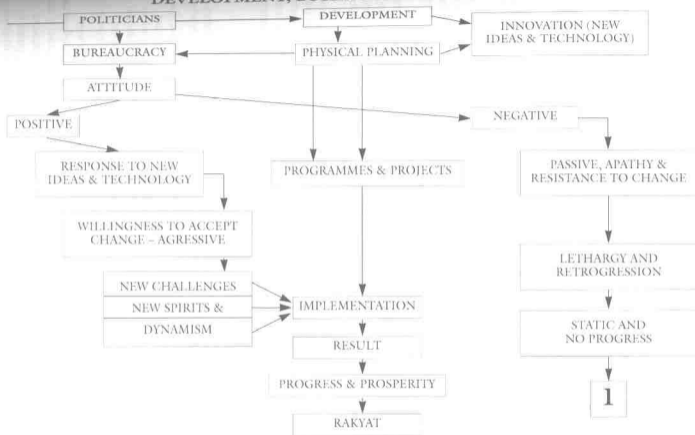 POLITICIANS
DEVELOPMENT
INNOVATION (NEW
IDEAS & TECHNOLOGY)
BUREAUCRACY
PHYSICAL PLANNING
ATTITUDE
POSITIVE
NEGATIVE
RESPONSE TO NEW
IDEAS & TECHNOLOGY
PROGRAMMES & PROJECTS
PASSIVE, APATHY &
RESISTANCE TO CHANGE
WILLINGNESS TO ACCEPT
CHANGE – AGRESSIVE
LETHARGY AND
RETROGRESSION
NEW CHALLENGES
NEW SPIRITS &
DYNAMISM
IMPLEMENTATION
STATIC AND
NO PROGRESS
RESULT
PROGRESS & PROSPERITY
1
RAKYAT